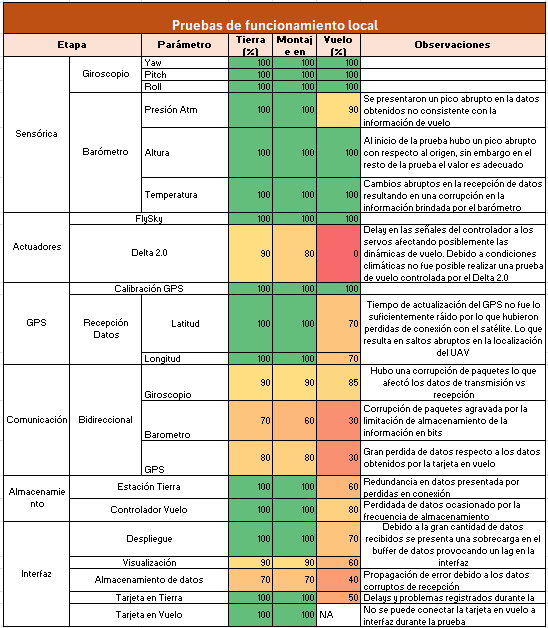 Pruebas de funcionamiento local
Etapa Parámetro Tierra (%) Montaj e en Vuelo (%) Observaciones
Sensórica
Giroscopio
Yaw 100 100 100
Pitch 100 100 100
Roll 100 100 100
Barómetro
Presión Atm 100 100 90
Se presentaron un pico abrupto en la datos
obtenidos no consistente con la
información de vuelo
Altura 100 100 100
Al inicio de la prueba hubo un pico abrupto
con respecto al origen, sin embargo en el
resto de la prueba el valor es adecuado
Temperatura 100 100 100
Cambios abruptos en la recepción de datos
resultando en una corrupción en la
información brindada por el barómetro
Actuadores
FlySky 100 100 100
Delta 2.0 90 80 0
Delay en las señales del controlador a los
servos afectando posiblemente las
dinámicas de vuelo. Debido a condiciones
climáticas no fue posible realizar una prueba
de vuelo controlada por el Delta 2.0
GPS
Calibración GPS 100 100 100
Recepción
Datos
Latitud 100 100 70
Longitud 100 100 70
Tiempo de actualización del GPS no fue lo
suficientemente ráido por lo que hubieron
perdidas de conexión con el satélite. Lo que
resulta en saltos abruptos en la localización
del UAV
Comunicación
Bidireccional
Giroscopio 90 90 85
Hubo una corrupción de paquetes lo que
afectó los datos de transmisión vs
recepción
Barometro 70 60 30
Corrupción de paquetes agravada por la
limitación de almacenamiento de la
información en bits
GPS 80 80 30
Gran perdida de datos respecto a los datos
obtenidos por la tarjeta en vuelo
Almacenamie
nto
Estación Tierra 100 100 60
Redundancia en datos presentada por
perdidas en conexión
Controlador Vuelo 100 100 80
Perdidada de datos ocasionado por la
frecuencia de almacenamiento
Interfaz
Despliegue 100 100 70
Debido a la gran cantidad de datos
recibidos se presenta una sobrecarga en el
buffer de datos provocando un lag en la
interfaz
Visualización 90 90 60
Almacenamiento de datos 70 70 40
Propagación de error debido a los datos
corruptos de recepción
Tarjeta en Tierra 100 100 50
Delays y problemas registrados durante la
Tarjeta en Vuelo 100 100 NA
No se puede conectar la tarjeta en vuelo a
interfaz durante la prueba